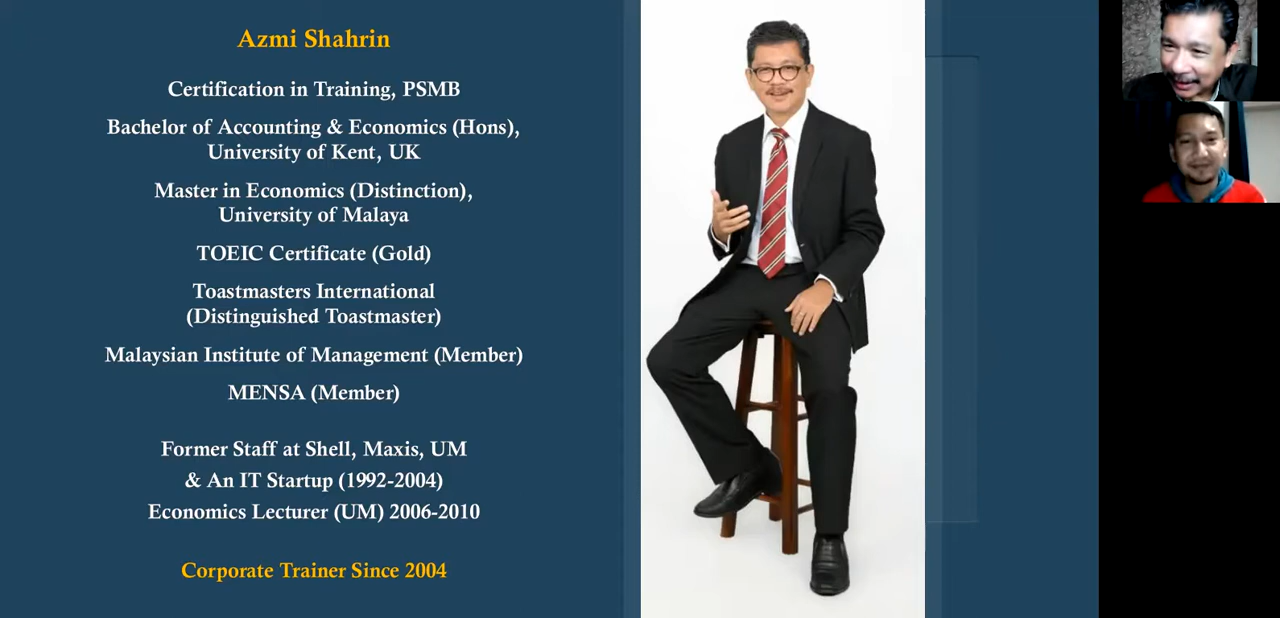 Azmi Shahrin
Certification in Training, PSMB
Bachelor of Accounting & Economics (Hons),
University of Kent, UK
Master in Economics (Distinction),
University of Malaya
TOEIC Certificate (Gold)
Toastmasters International
(Distinguished Toastmaster)
Malaysian Institute of Management (Member)
MENSA (Member)
Former Staff at Shell, Maxis, UM
& An IT Startup (1992-2004)
Economics Lecturer (UM) 2006-2010
Corporate Trainer Since 2004